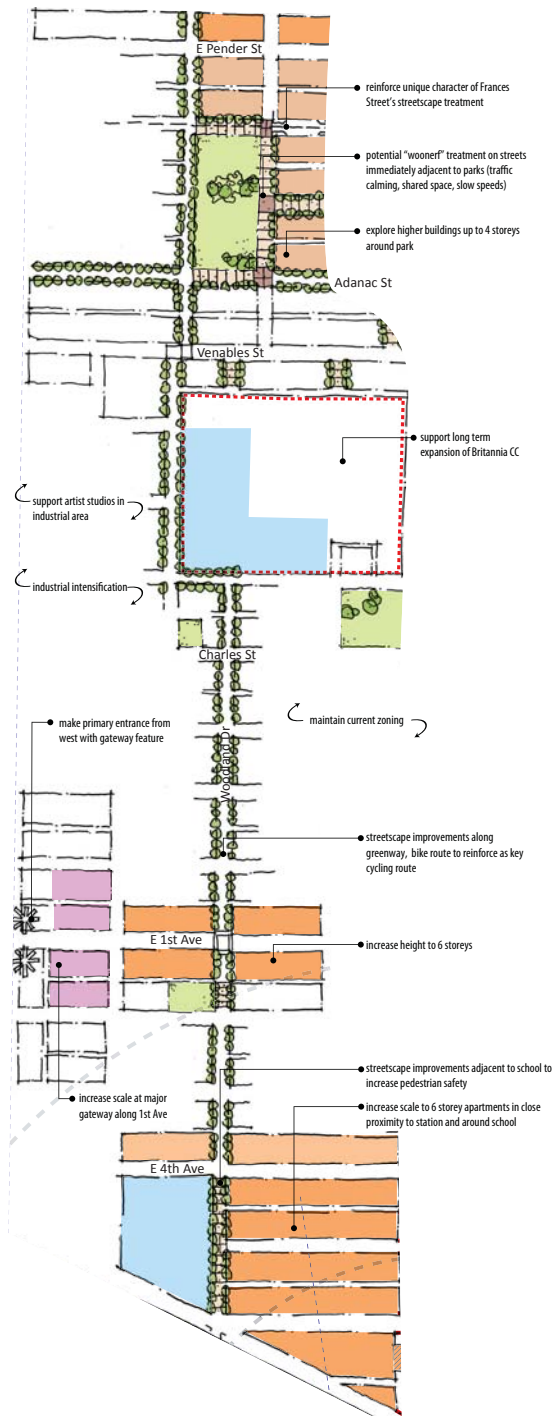 E Pender St
reinforce unique character of Frances
Street's streetscape treatment
potential "woonerf" treatment on streets
immediately adjacent to parks (traffic
calming, shared space, slow speeds)
explore higher buildings up to 4 storeys
around park
Adanac St
Venables St
support long term
expansion of Britannia CC
support artist studios in
industrial area
industrial intensification
Charles St
maintain current zoning
make primary entrance from
west with gateway feature
Woodland Dr
streetscape improvements along
greenway, bike route to reinforce as key
cycling route
E 1st Ave
increase height to 6 storeys
streetscape improvements adjacent to school to
increase pedestrian safety
increase scale at major
gateway along 1st Ave
increase scale to 6 storey apartments in close
proximity to station and around school
E 4th Ave